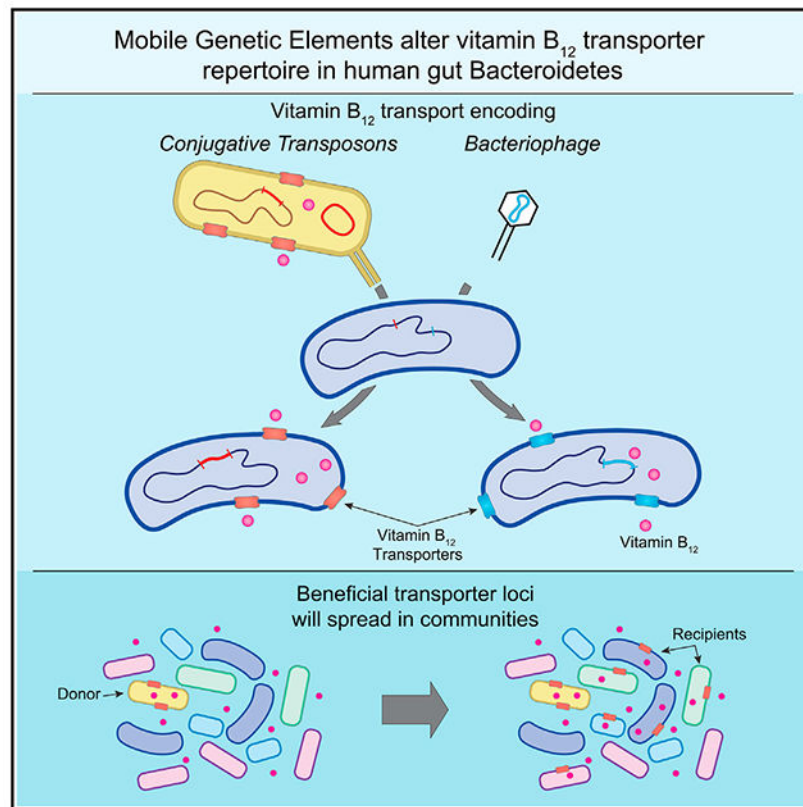 Mobile Genetic Elements alter vitamin B₁₂ transporter
repertoire in human gut Bacteroidetes
Vitamin B₁₂ transport encoding
Conjugative Transposons
Bacteriophage
Vitamin B₁₂
Transporters
Vitamin B₁₂
Beneficial transporter loci
will spread in communities
Donor
Recipients